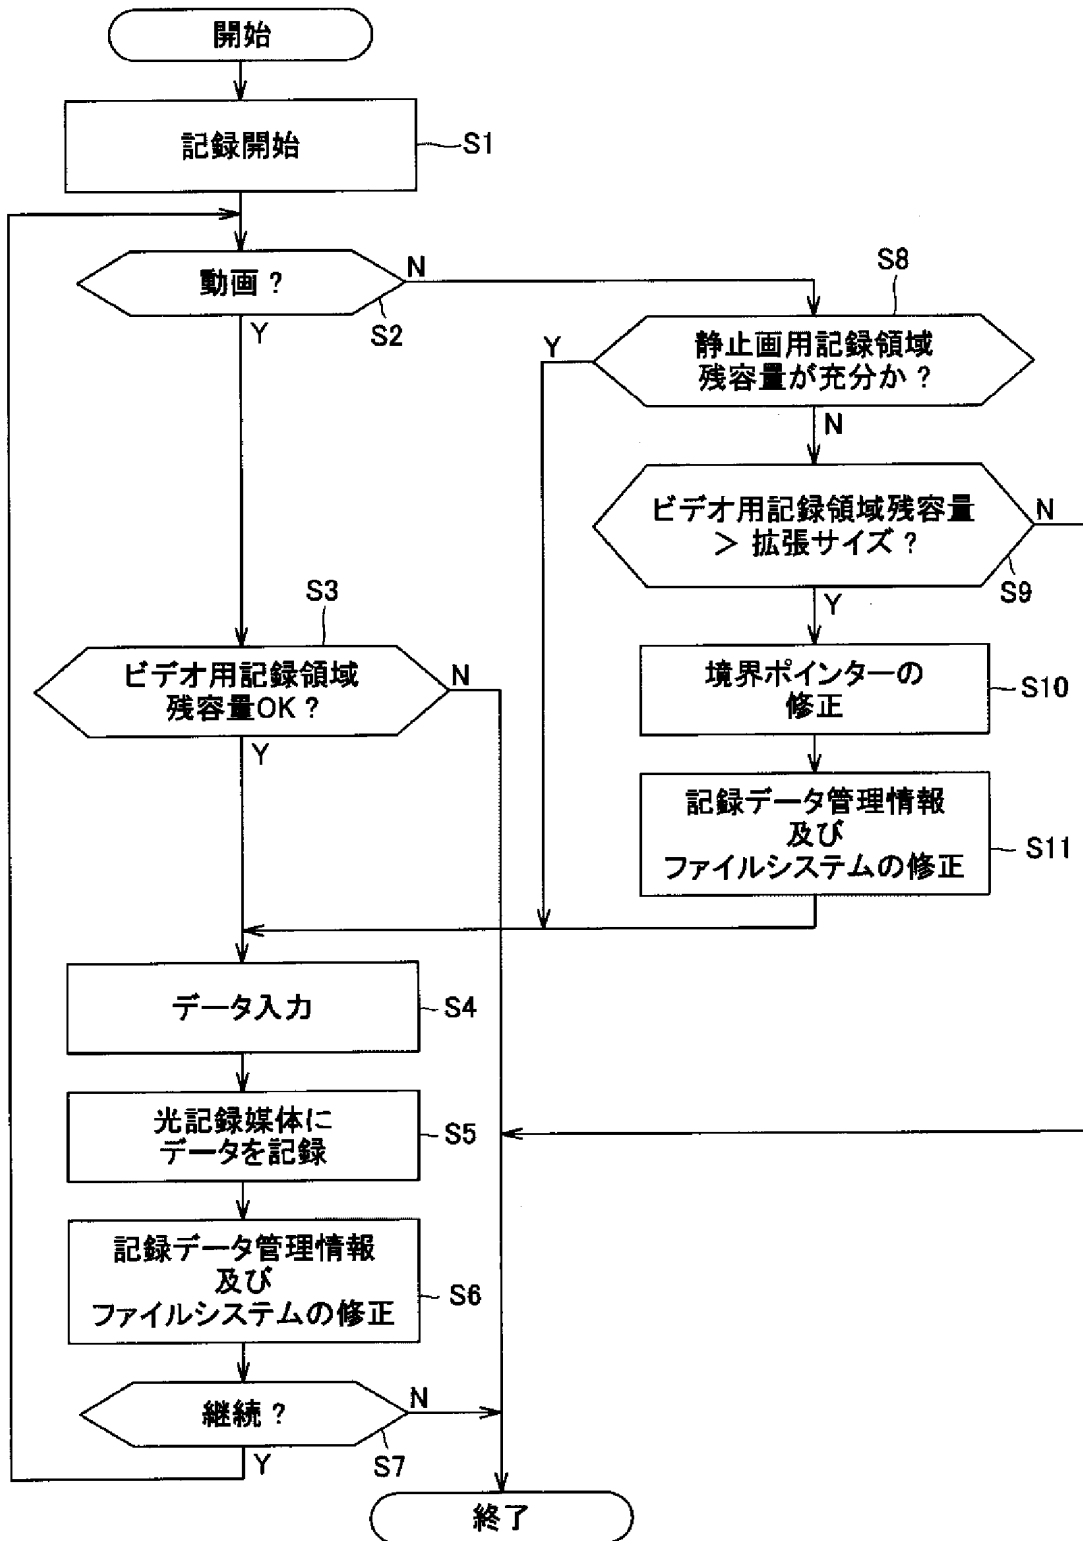 開始
記録開始
S1
動画?
N
S2
Y
S8
静止画用記録領域
残容量が充分か?
Y
N
ビデオ用記録領域残容量
> 拡張サイズ?
N
S9
Y
S3
ビデオ用記録領域
残容量OK?
N
Y
境界ポインターの
修正
S10
記録データ管理情報
及び
ファイルシステムの修正
S11
データ入力
S4
光記録媒体に
データを記録
S5
記録データ管理情報
及び
ファイルシステムの修正
S6
継続?
N
S7
Y
終了